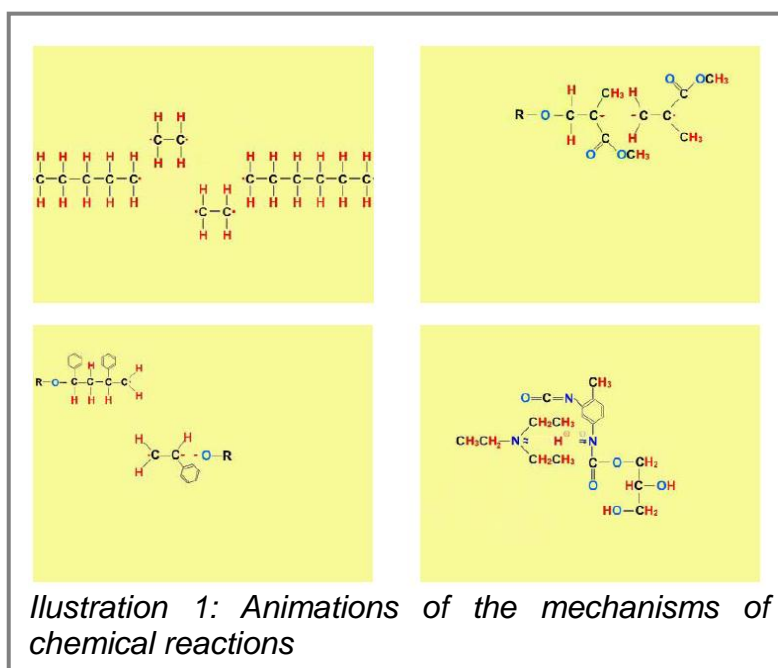 H H
C–C
H H
H H H H H
C–C–C–C–C
H H H H H
H H
C–C
H H
H H H H H H
C–C–C–C–C–C
H H H H H H
H CH₃
R–O–C–C
H C
O OCH₃
O OCH₃
H C
C–C
H CH₃
H H
R–O–C–C–C–C
H H H H
H
C–C O–R
H
CH₃
O=C=N
CH₂CH₃
CH₃CH₂–N H⊕ ⊖ N
CH₂CH₃
C–O CH₂
O HC–OH
HO–CH₂
Ilustration 1: Animations of the mechanisms of
chemical reactions